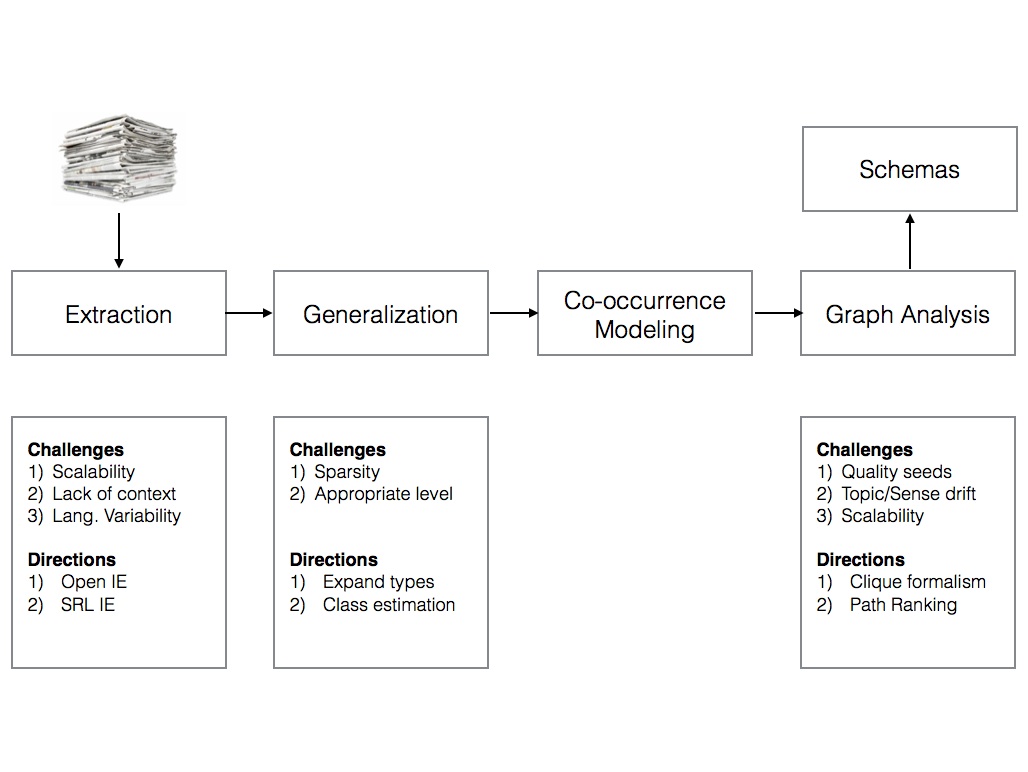 Schemas
Extraction
Generalization
Co-occurrence
Modeling
Graph Analysis
Challenges
1) Scalability
2) Lack of context
3) Lang. Variability
Directions
1) Open IE
2) SRL IE
Challenges
1) Sparsity
2) Appropriate level
Directions
1) Expand types
2) Class estimation
Challenges
1) Quality seeds
2) Topic/Sense drift
3) Scalability
Directions
1) Clique formalism
2) Path Ranking